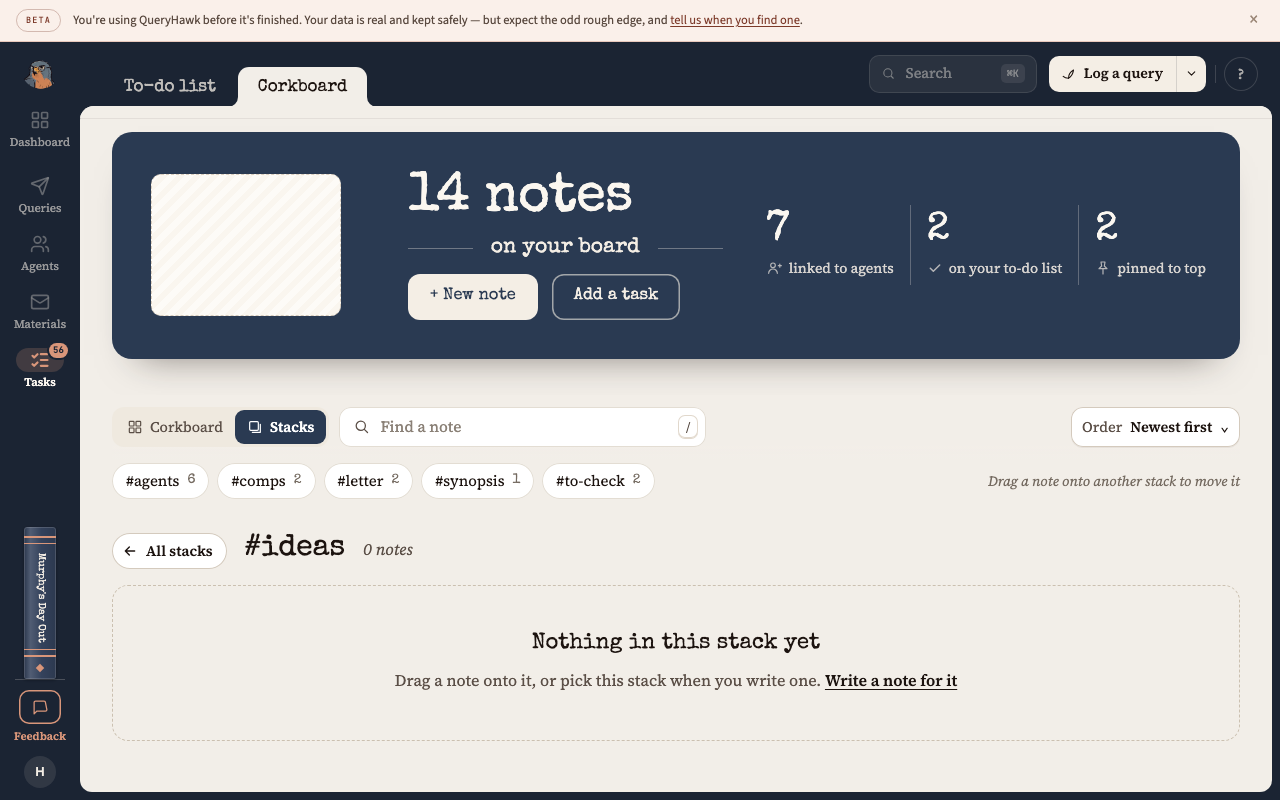 BETA
You're using QueryHawk before it's finished. Your data is real and kept safely — but expect the odd rough edge, and tell us when you find one.
×
To-do list
Corkboard
Search
⌘K
Log a query
?
Dashboard
Queries
Agents
Materials
56
Tasks
Murphy's Day Out
Feedback
H
14 notes
on your board
+ New note
Add a task
7
linked to agents
2
on your to-do list
2
pinned to top
Corkboard
Stacks
Find a note
/
Order Newest first
#agents 6
#comps 2
#letter 2
#synopsis 1
#to-check 2
Drag a note onto another stack to move it
← All stacks
#ideas
0 notes
Nothing in this stack yet
Drag a note onto it, or pick this stack when you write one. Write a note for it